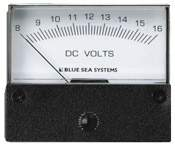 8 9 10 11 12 13 14 15 16
DC VOLTS
BLUE SEA SYSTEMS